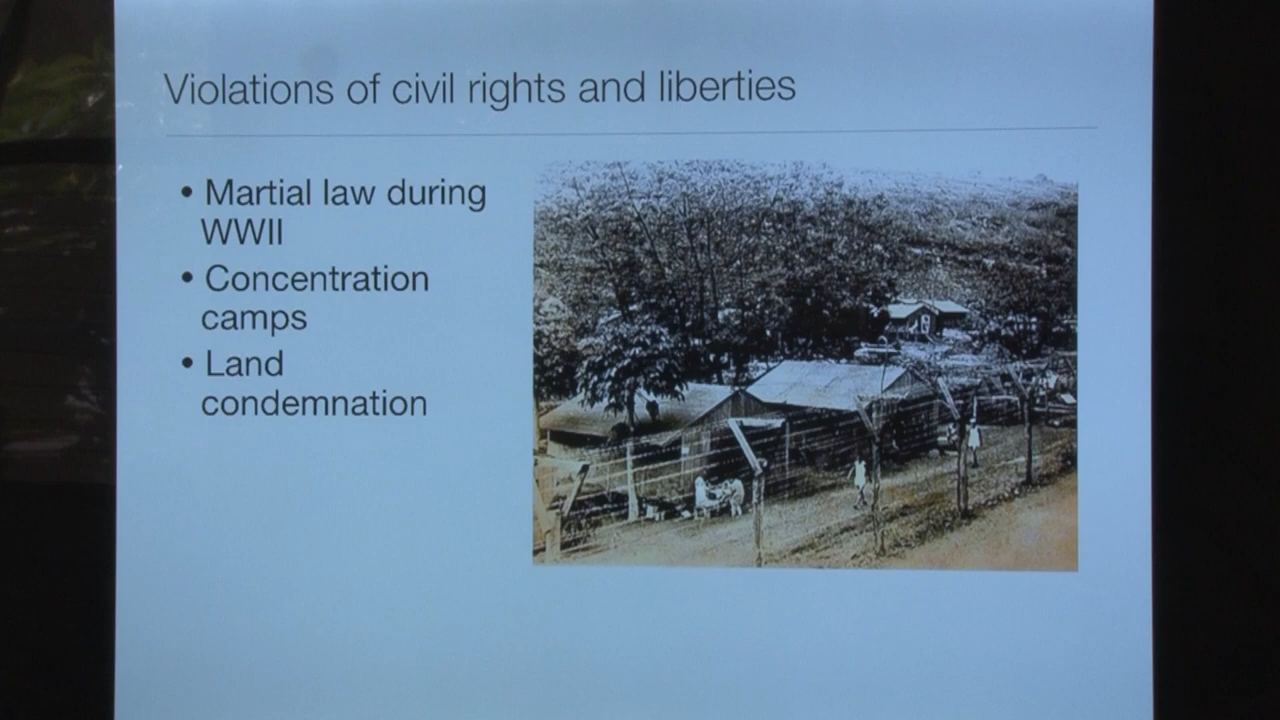 Violations of civil rights and liberties
• Martial law during
WWII
• Concentration
camps
• Land
condemnation